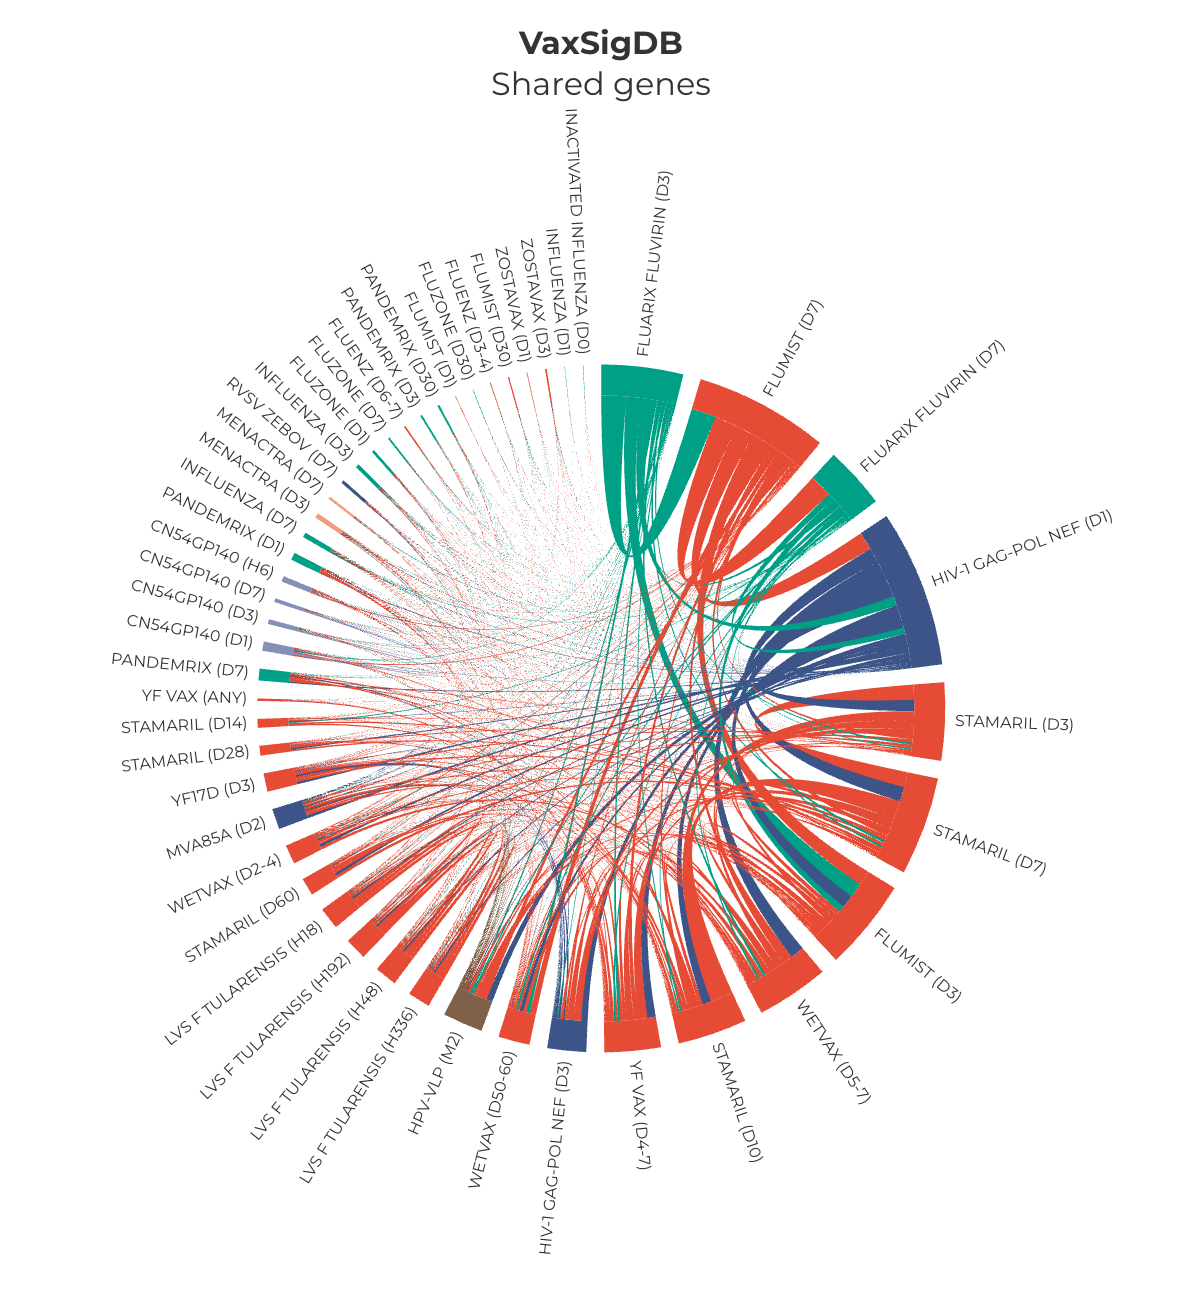 VaxSigDB
Shared genes
FLUARIX FLUVIRIN (D3)
FLUMIST (D7)
FLUARIX FLUVIRIN (D7)
HIV-1 GAG-POL NEF (D1)
STAMARIL (D3)
STAMARIL (D7)
FLUMIST (D3)
WETVAX (D5-7)
STAMARIL (D10)
YF VAX (D4-7)
HIV-1 GAG-POL NEF (D3)
WETVAX (D50-60)
HPV-VLP (M2)
LVS F TULARENSIS (H336)
LVS F TULARENSIS (H48)
LVS F TULARENSIS (H192)
LVS F TULARENSIS (H18)
STAMARIL (D60)
WETVAX (D2-4)
MVA85A (D2)
YF17D (D3)
STAMARIL (D28)
STAMARIL (D14)
YF VAX (ANY)
PANDEMRIX (D7)
CN54GP140 (D1)
CN54GP140 (D3)
CN54GP140 (D7)
CN54GP140 (H6)
PANDEMRIX (D1)
INFLUENZA (D7)
MENACTRA (D3)
MENACTRA (D7)
RVSV ZEBOV (D7)
INFLUENZA (D3)
FLUZONE (D1)
FLUZONE (D7)
FLUENZ (D6-7)
PANDEMRIX (D3)
PANDEMRIX (D30)
FLUMIST (D1)
FLUZONE (D30)
FLUENZ (D3-4)
FLUMIST (D30)
ZOSTAVAX (D1)
ZOSTAVAX (D3)
INFLUENZA (D1)
INACTIVATED INFLUENZA (D0)